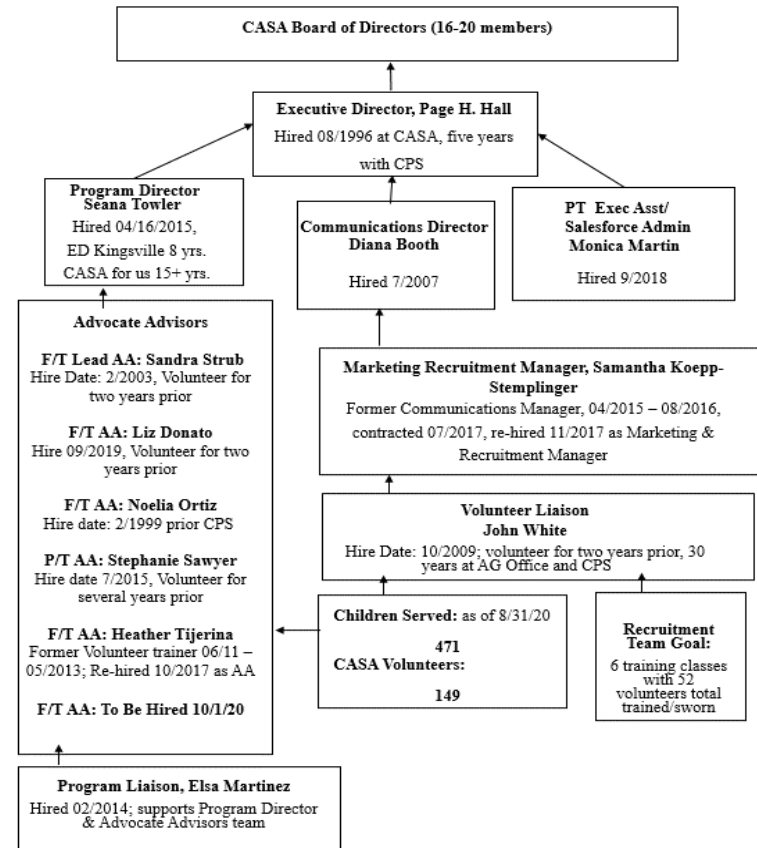 CASA Board of Directors (16-20 members)
Executive Director, Page H. Hall
Hired 08/1996 at CASA, five years
with CPS
Program Director
Seana Towler
Hired 04/16/2015,
ED Kingsville 8 yrs.
CASA for us 15+ yrs.
Communications Director
Diana Booth
Hired 7/2007
PT Exec Asst/
Salesforce Admin
Monica Martin
Hired 9/2018
Advocate Advisors
F/T Lead AA: Sandra Strub
Hire Date: 2/2003, Volunteer for
two years prior
F/T AA: Liz Donato
Hire 09/2019, Volunteer for two
years prior
F/T AA: Noelia Ortiz
Hire date: 2/1999 prior CPS
P/T AA: Stephanie Sawyer
Hire date 7/2015, Volunteer for
several years prior
F/T AA: Heather Tijerina
Former Volunteer trainer 06/11 –
05/2013; Re-hired 10/2017 as AA
F/T AA: To Be Hired 10/1/20
Marketing Recruitment Manager, Samantha Koepp-
Stemplinger
Former Communications Manager, 04/2015 – 08/2016,
contracted 07/2017, re-hired 11/2017 as Marketing &
Recruitment Manager
Volunteer Liaison
John White
Hire Date: 10/2009; volunteer for two years prior, 30
years at AG Office and CPS
Children Served: as of 8/31/20
471
CASA Volunteers:
149
Recruitment
Team Goal:
6 training classes
with 52
volunteers total
trained/sworn
Program Liaison, Elsa Martinez
Hired 02/2014; supports Program Director
& Advocate Advisors team